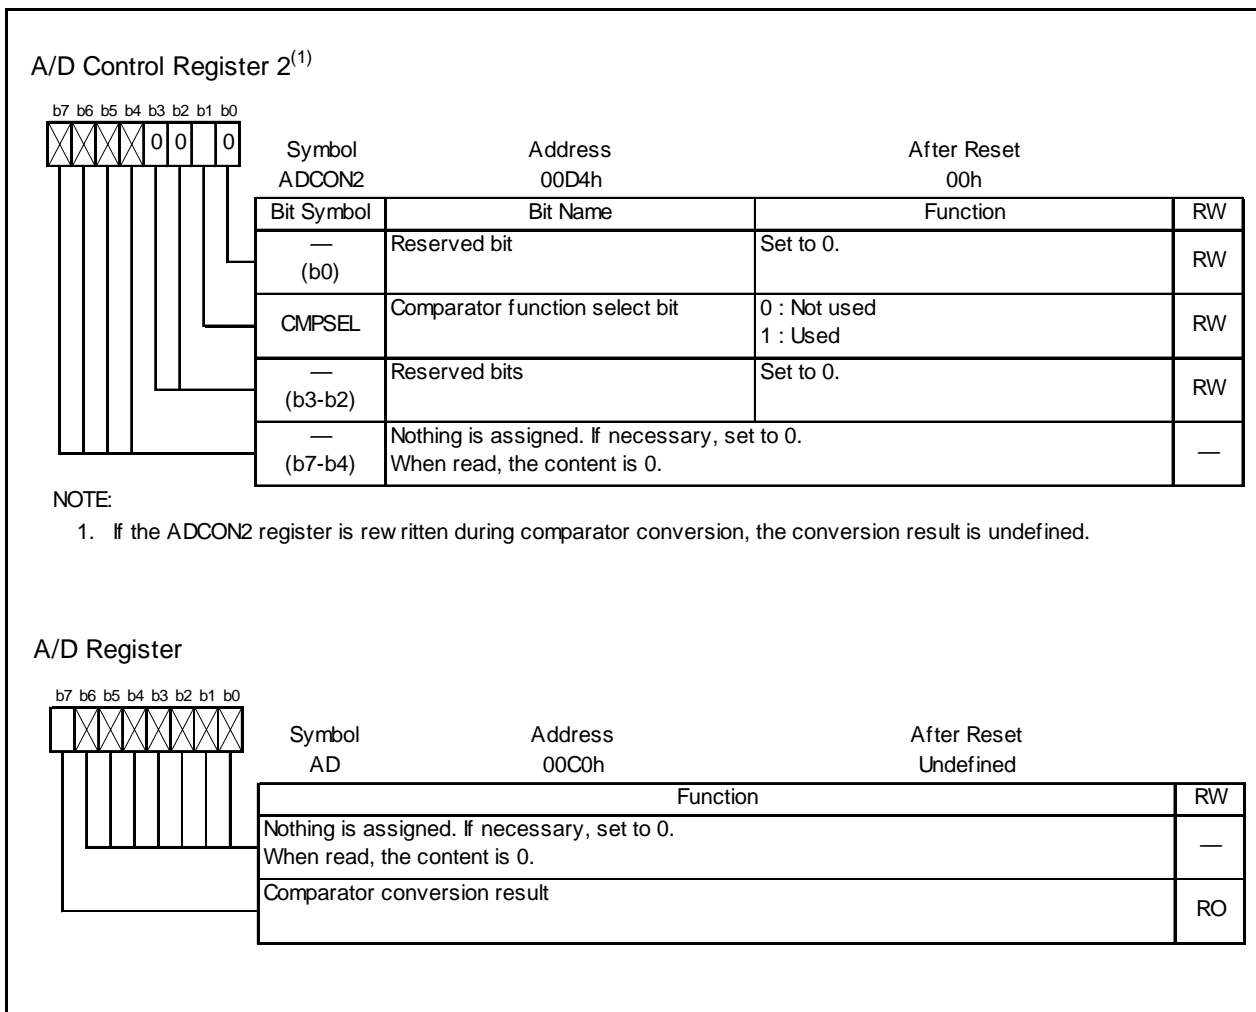 A/D Control Register 2(1)
b7 b6 b5 b4 b3 b2 b1 b0
0 0 0
Symbol Address After Reset
ADCON2 00D4h 00h
Bit Symbol Bit Name Function RW
— (b0) Reserved bit Set to 0. RW
CMPSEL Comparator function select bit 0 : Not used
1 : Used RW
— (b3-b2) Reserved bits Set to 0. RW
— (b7-b4) Nothing is assigned. If necessary, set to 0.
When read, the content is 0. —
NOTE:
1. If the ADCON2 register is rewritten during comparator conversion, the conversion result is undefined.
A/D Register
b7 b6 b5 b4 b3 b2 b1 b0
Symbol Address After Reset
AD 00C0h Undefined
Function RW
Nothing is assigned. If necessary, set to 0.
When read, the content is 0. —
Comparator conversion result RO